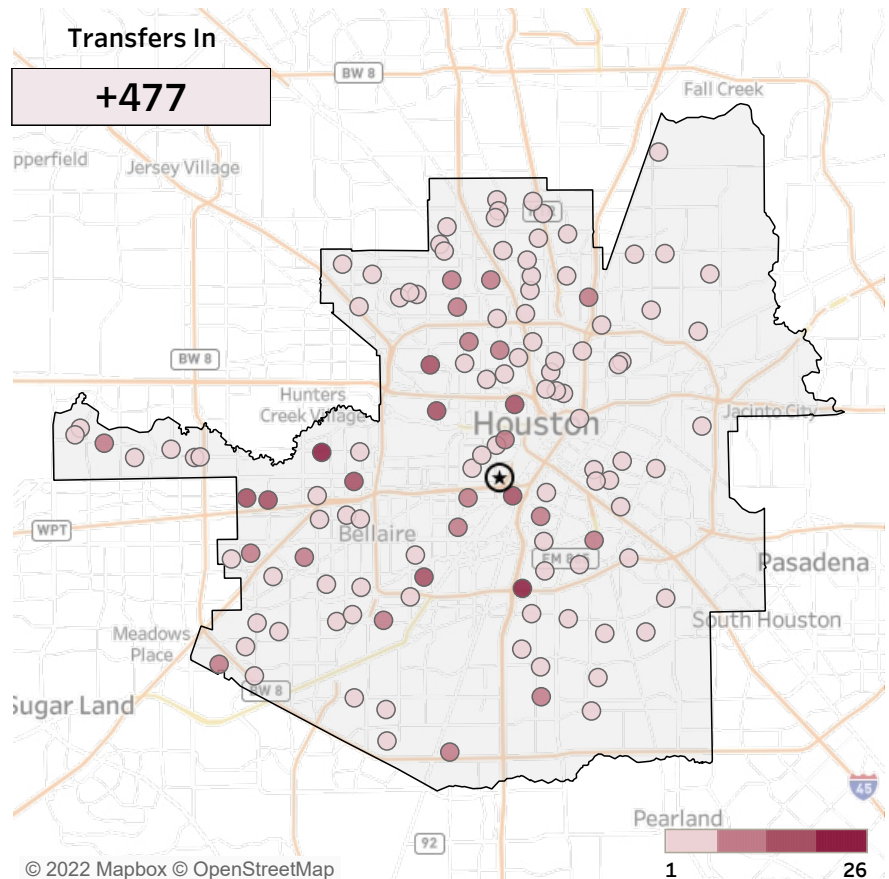 Transfers In
+477
BW 8
Fall Creek
pperfield
Jersey Village
BW 8
Hunters
Creek Village
Jacinto City
Houston
WPT
Bellaire
Pasadena
South Houston
Meadows
Place
BW 8
Sugar Land
45
Pearland
92
1
26
© 2022 Mapbox © OpenStreetMap